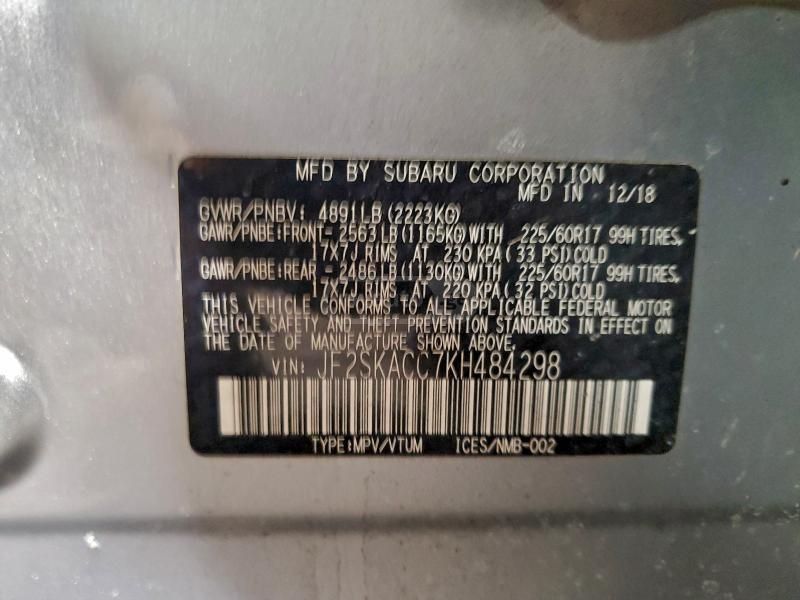 MFD BY SUBARU CORPORATION
MFD IN 12/18
GVWR/PNBV: 4891LB(2223KG)
GAWR/PNBE:FRONT- 2563LB(1165KG)WITH 225/60R17 99H TIRES,
17X7J RIMS AT 230 KPA( 33 PSI)COLD
GAWR/PNBE:REAR - 2486LB(1130KG)WITH 225/60R17 99H TIRES,
17X7J RIMS AT 220 KPA( 32 PSI)COLD
THIS VEHICLE CONFORMS TO ALL APPLICABLE FEDERAL MOTOR
VEHICLE SAFETY AND THEFT PREVENTION STANDARDS IN EFFECT ON
THE DATE OF MANUFACTURE SHOWN ABOVE.
VIN: JF2SKACC7KH484298
TYPE:MPV/VTUM ICES/NMB-002